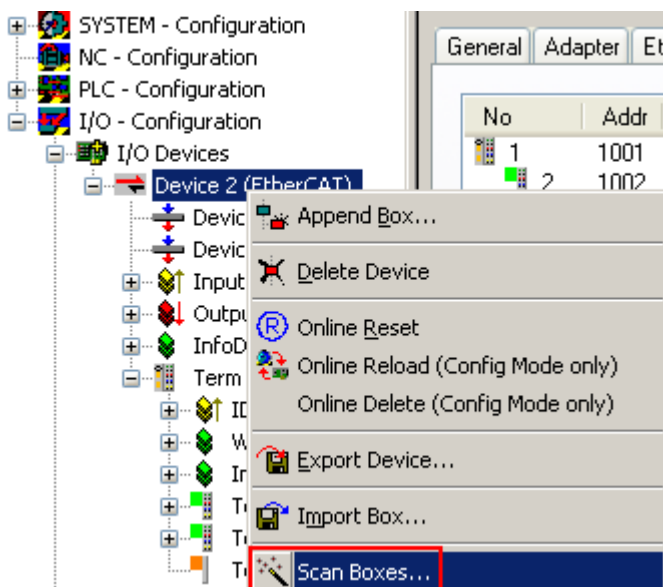 SYSTEM - Configuration
NC - Configuration
PLC - Configuration
I/O - Configuration
I/O Devices
Device 2 (EtherCAT)
General Adapter
No Addr
1 1001
2 1002
Append Box...
Delete Device
Online Reset
Online Reload (Config Mode only)
Online Delete (Config Mode only)
Export Device...
Import Box...
Scan Boxes...
Input
Term